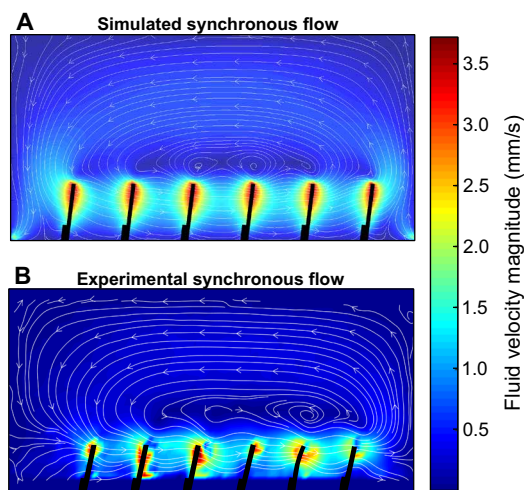 A
Simulated synchronous flow
B
Experimental synchronous flow
3.5
3.0
2.5
2.0
1.5
1.0
0.5
Fluid velocity magnitude (mm/s)